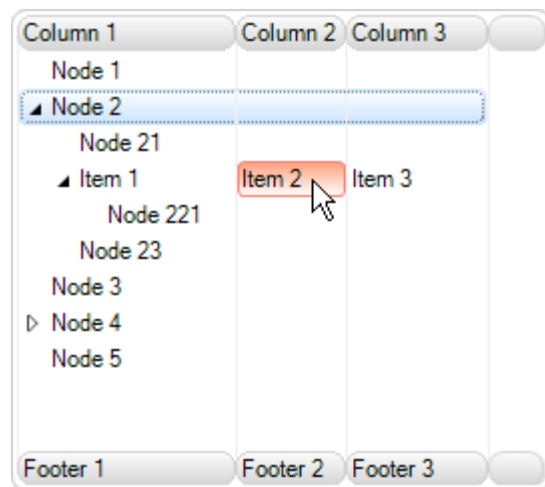 Column 1 Column 2 Column 3
Node 1
Node 2
Node 21
Item 1 Item 2 Item 3
Node 221
Node 23
Node 3
Node 4
Node 5
Footer 1 Footer 2 Footer 3